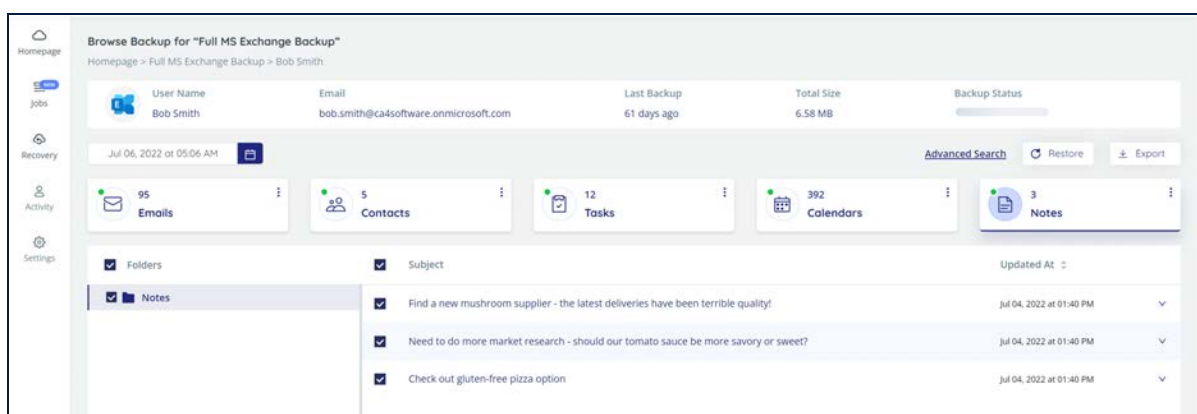 Homepage
New
Jobs
Recovery
Activity
Settings
Browse Backup for "Full MS Exchange Backup"
Homepage > Full MS Exchange Backup > Bob Smith
User Name Email Last Backup Total Size Backup Status
Bob Smith bob.smith@ca4software.onmicrosoft.com 61 days ago 6.58 MB
Jul 06, 2022 at 05:06 AM Advanced Search Restore Export
95 5 12 392 3
Emails Contacts Tasks Calendars Notes
Folders Subject Updated At
Notes Find a new mushroom supplier - the latest deliveries have been terrible quality! Jul 04, 2022 at 01:40 PM
Need to do more market research - should our tomato sauce be more savory or sweet? Jul 04, 2022 at 01:40 PM
Check out gluten-free pizza option Jul 04, 2022 at 01:40 PM